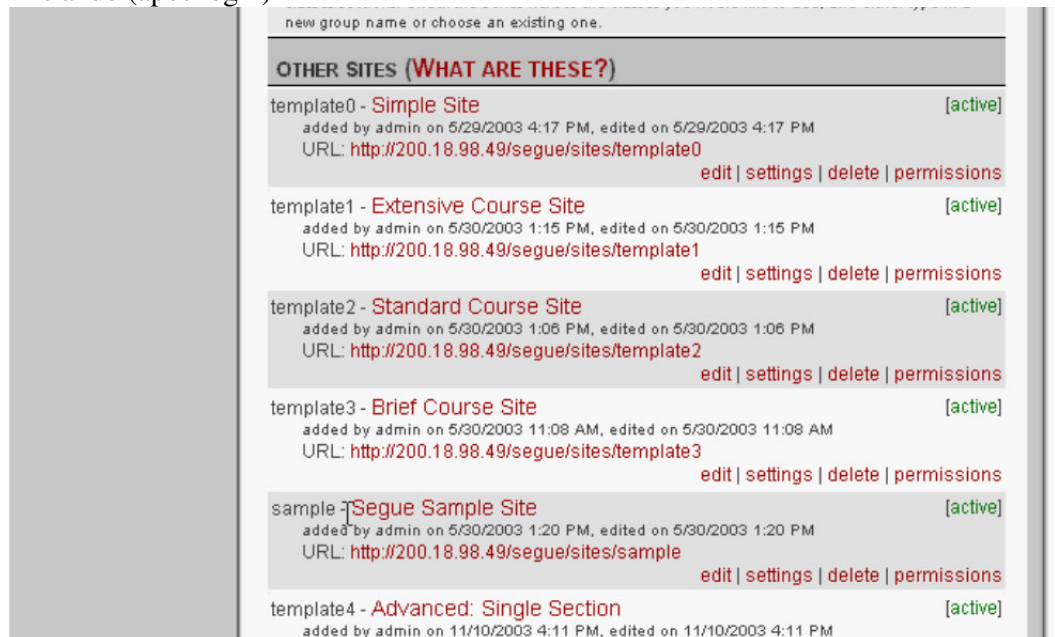 new group name or choose an existing one.
OTHER SITES (WHAT ARE THESE?)
template0 - Simple Site [active]
added by admin on 5/29/2003 4:17 PM, edited on 5/29/2003 4:17 PM
URL: http://200.18.98.49/segue/sites/template0
edit | settings | delete | permissions
template1 - Extensive Course Site [active]
added by admin on 5/30/2003 1:15 PM, edited on 5/30/2003 1:15 PM
URL: http://200.18.98.49/segue/sites/template1
edit | settings | delete | permissions
template2 - Standard Course Site [active]
added by admin on 5/30/2003 1:06 PM, edited on 5/30/2003 1:06 PM
URL: http://200.18.98.49/segue/sites/template2
edit | settings | delete | permissions
template3 - Brief Course Site [active]
added by admin on 5/30/2003 11:08 AM, edited on 5/30/2003 11:08 AM
URL: http://200.18.98.49/segue/sites/template3
edit | settings | delete | permissions
sample - Segue Sample Site [active]
added by admin on 5/30/2003 1:20 PM, edited on 5/30/2003 1:20 PM
URL: http://200.18.98.49/segue/sites/sample
edit | settings | delete | permissions
template4 - Advanced: Single Section [active]
added by admin on 11/10/2003 4:11 PM, edited on 11/10/2003 4:11 PM